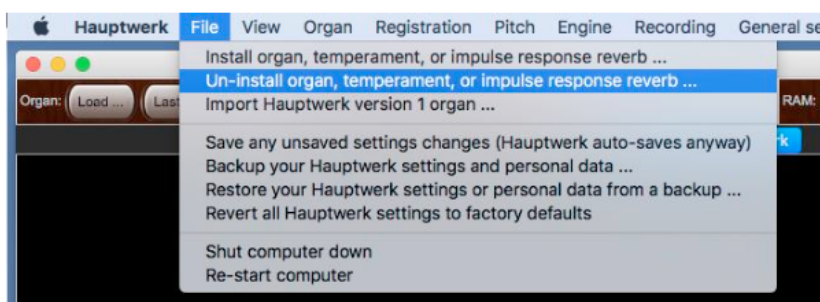 Hauptwerk File View Organ Registration Pitch Engine Recording General se
Install organ, temperament, or impulse response reverb ...
Un-install organ, temperament, or impulse response reverb ...
Organ: Load ... Last RAM:
Import Hauptwerk version 1 organ ...
Save any unsaved settings changes (Hauptwerk auto-saves anyway)
Backup your Hauptwerk settings and personal data ...
Restore your Hauptwerk settings or personal data from a backup ...
Revert all Hauptwerk settings to factory defaults
Shut computer down
Re-start computer